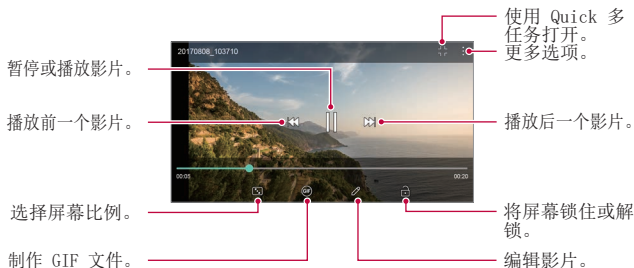 使用 Quick 多
任务打开。
更多选项。
20170808_103710
暂停或播放影片。
播放前一个影片。
播放后一个影片。
00:05
00:20
GIF
选择屏幕比例。
将屏幕锁住或解
锁。
制作 GIF 文件。
编辑影片。